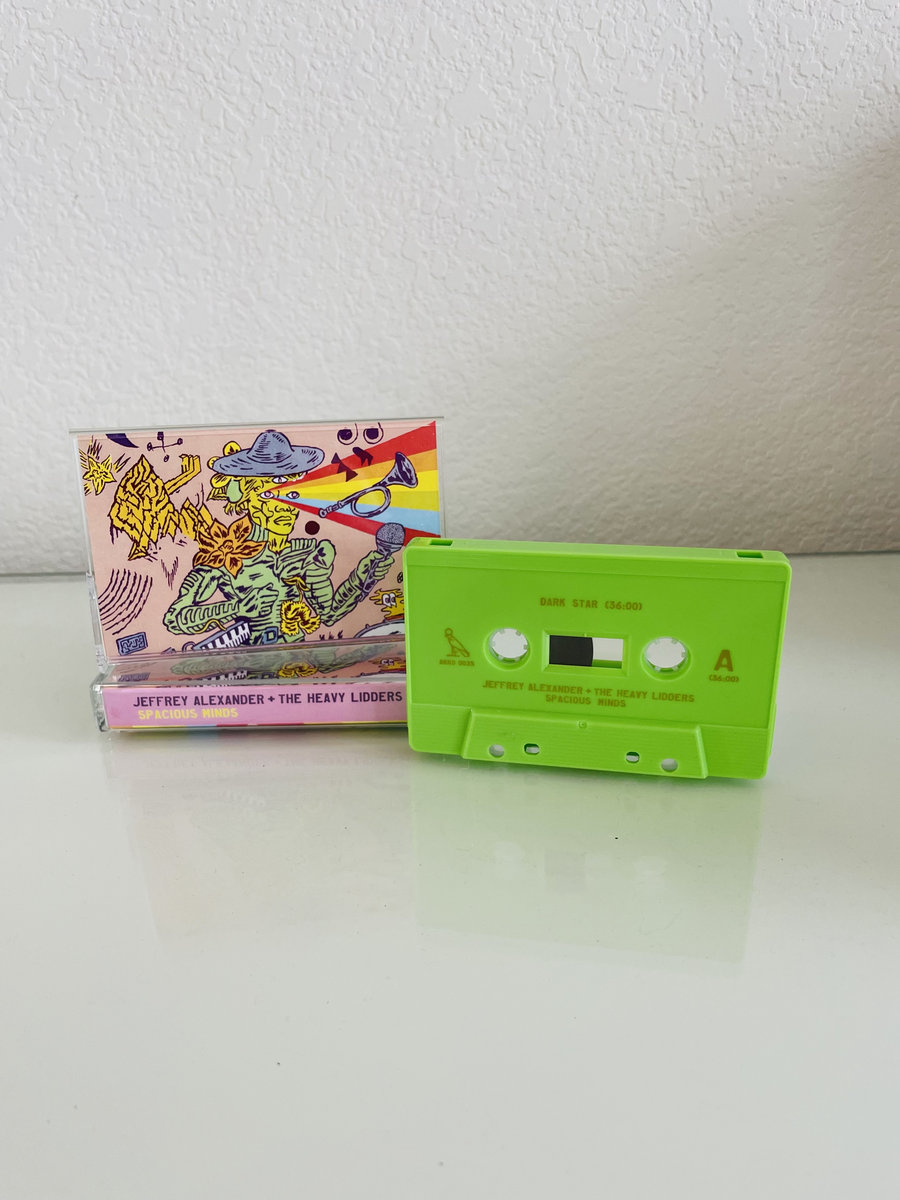 JEFFREY ALEXANDER + THE HEAVY LIDDERS
SPACIOUS MINDS
DARK STAR (36:00)
A
(36:00)
JEFFREY ALEXANDER + THE HEAVY LIDDERS
SPACIOUS MINDS